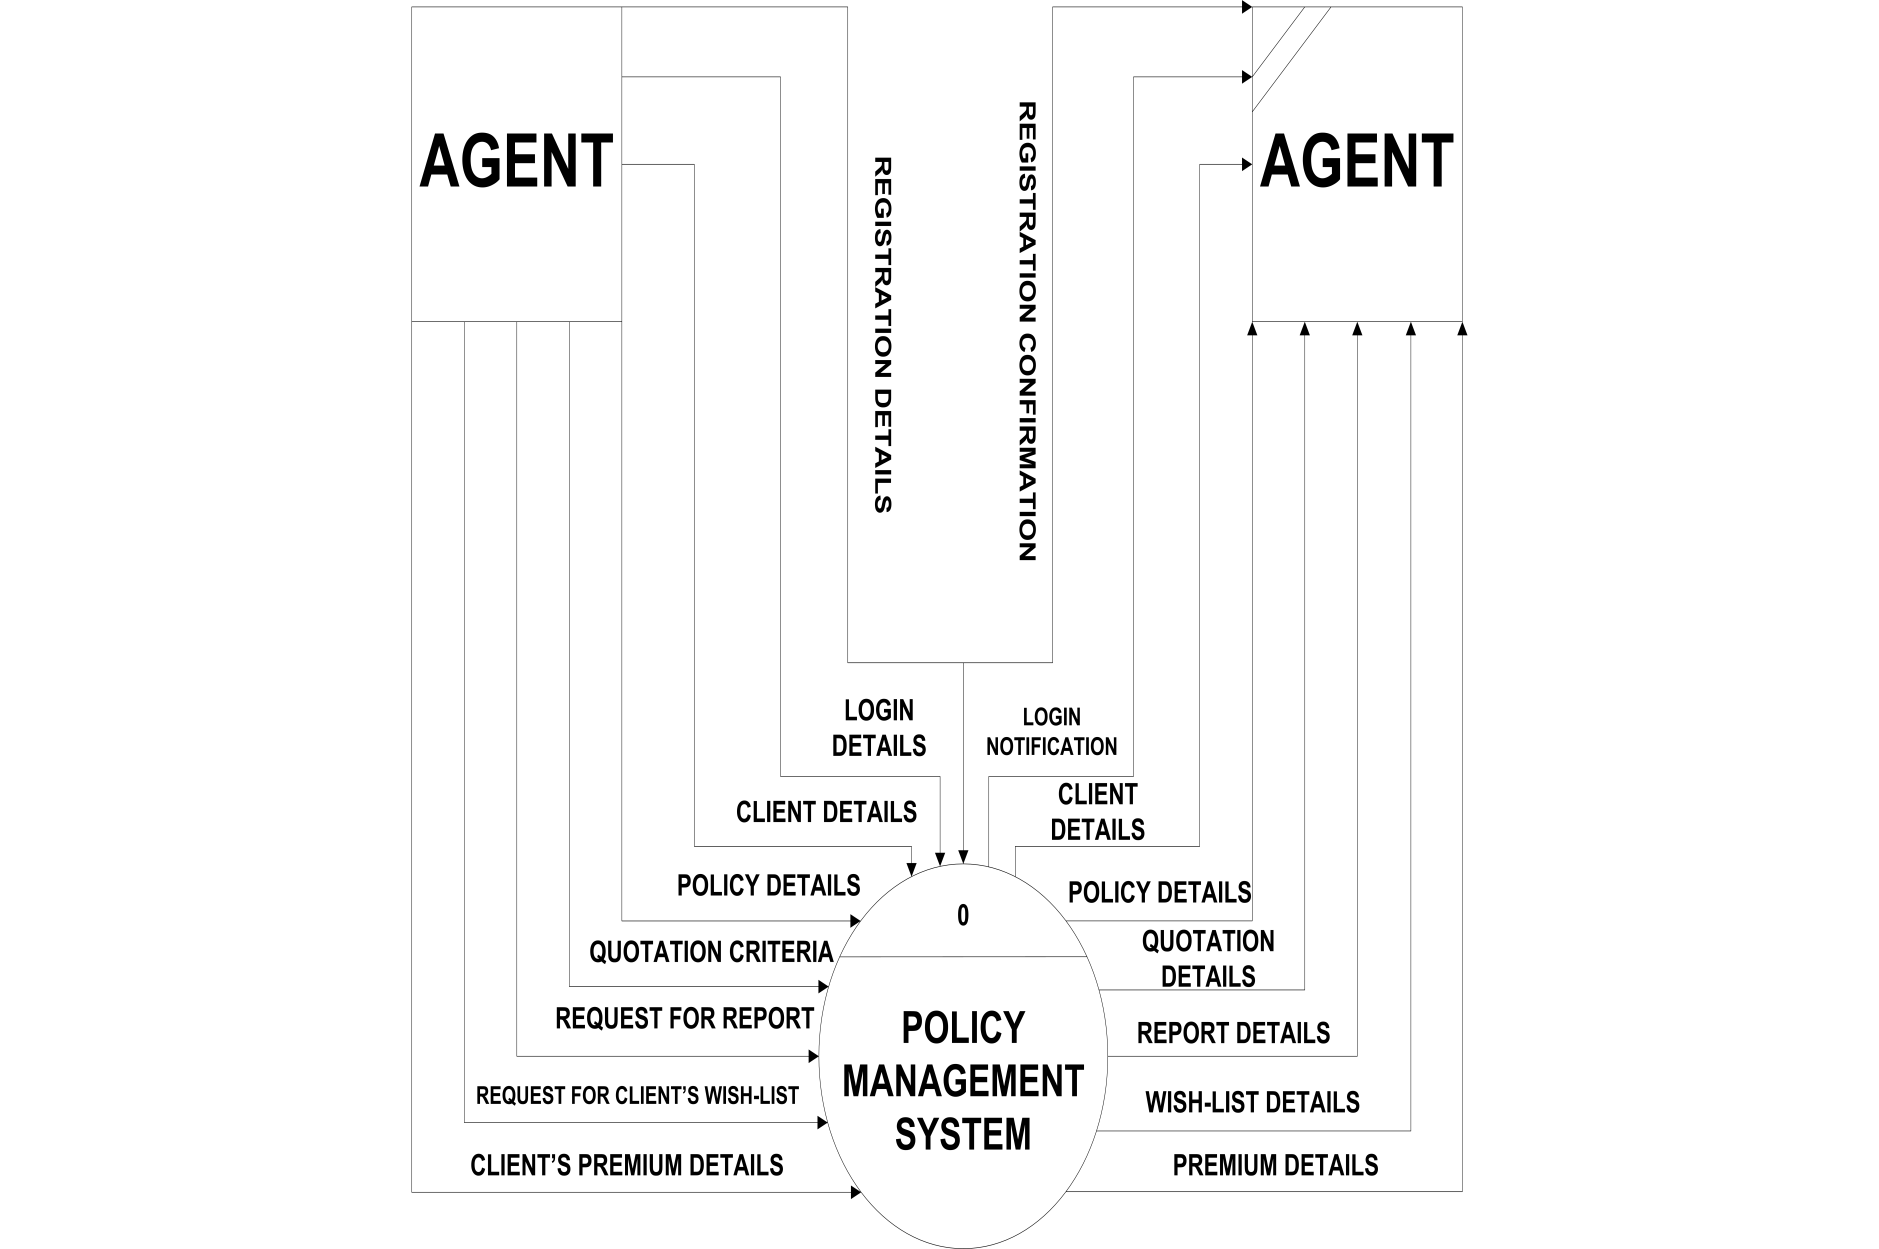 AGENT
AGENT
REGISTRATION DETAILS
REGISTRATION CONFIRMATION
LOGIN
DETAILS
LOGIN
NOTIFICATION
CLIENT DETAILS
CLIENT
DETAILS
POLICY DETAILS
POLICY DETAILS
0
QUOTATION CRITERIA
QUOTATION
DETAILS
REQUEST FOR REPORT
REPORT DETAILS
POLICY
MANAGEMENT
SYSTEM
REQUEST FOR CLIENT’S WISH-LIST
WISH-LIST DETAILS
CLIENT’S PREMIUM DETAILS
PREMIUM DETAILS